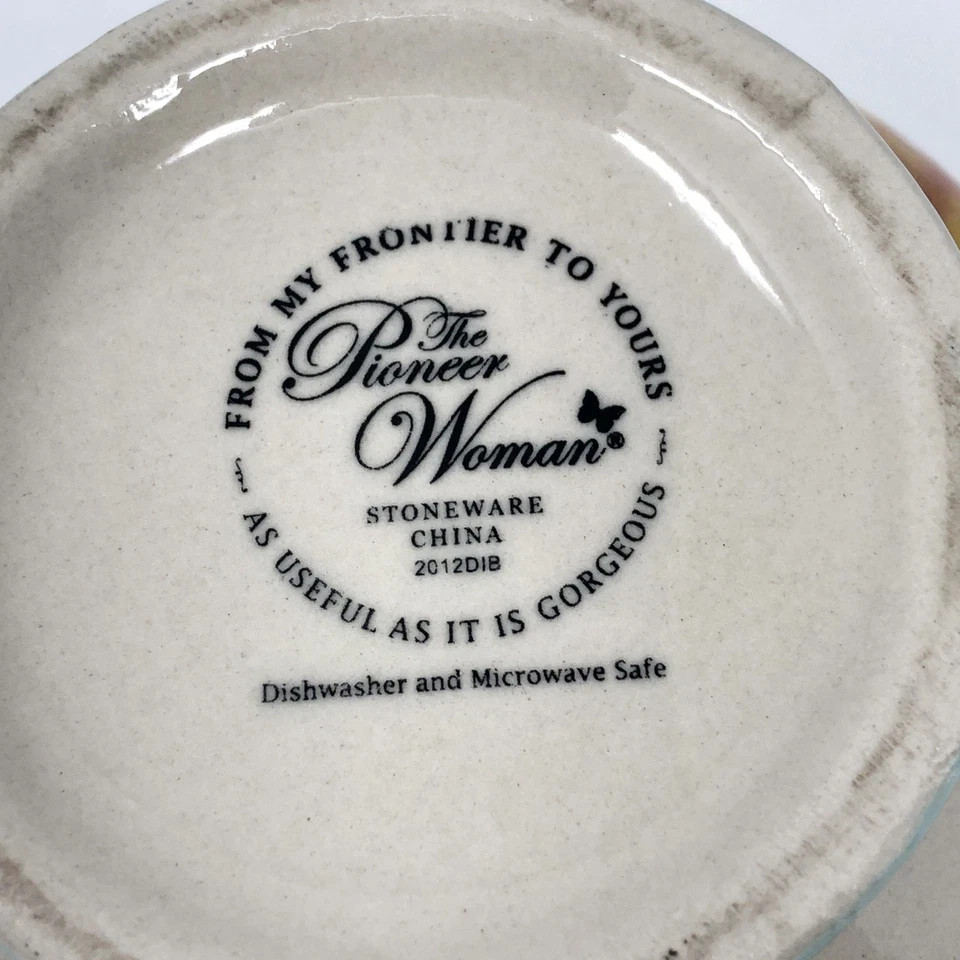 FROM MY FRONTIER TO YOURS
The
Pioneer
Woman®
STONEWARE
CHINA
2012DIB
AS USEFUL AS IT IS GORGEOUS
Dishwasher and Microwave Safe